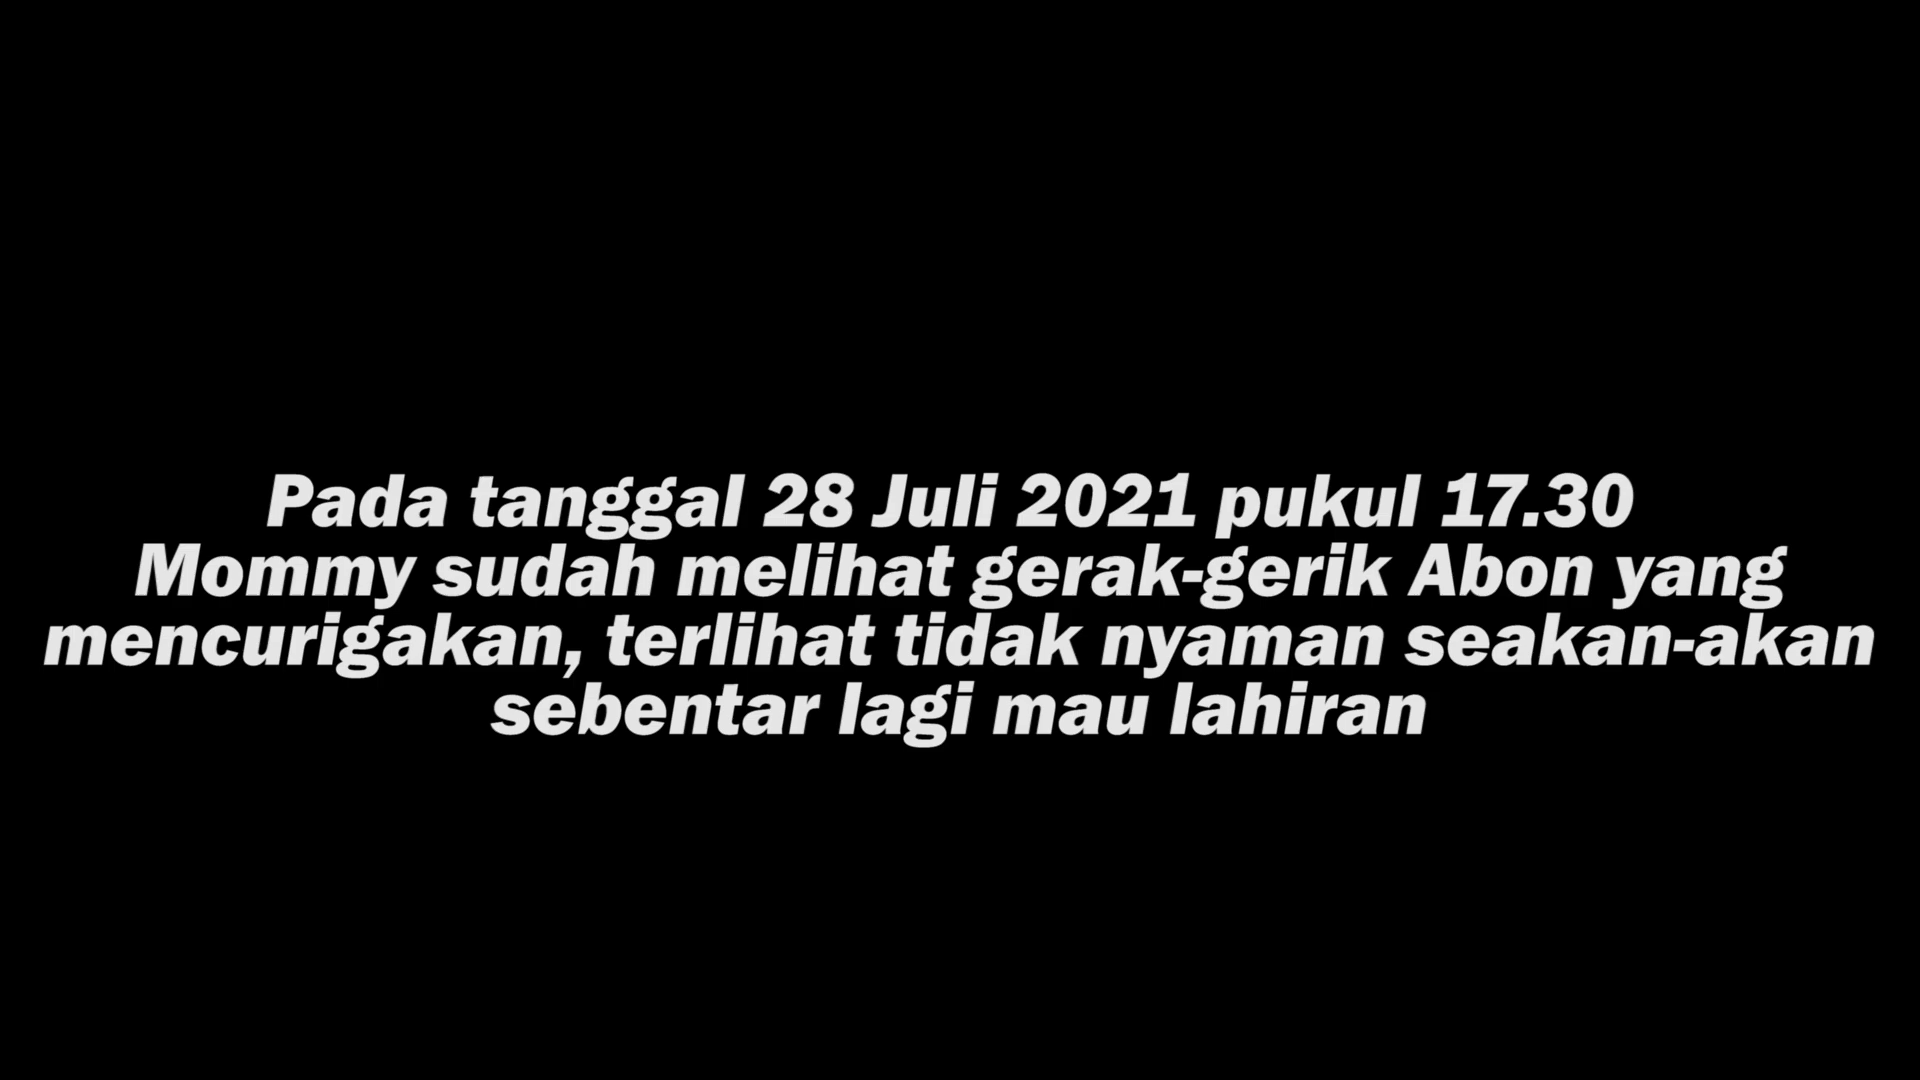 Pada tanggal 28 Juli 2021 pukul 17.30
Mommy sudah melihat gerak-gerik Abon yang
mencurigakan, terlihat tidak nyaman seakan-akan
sebentar lagi mau lahiran